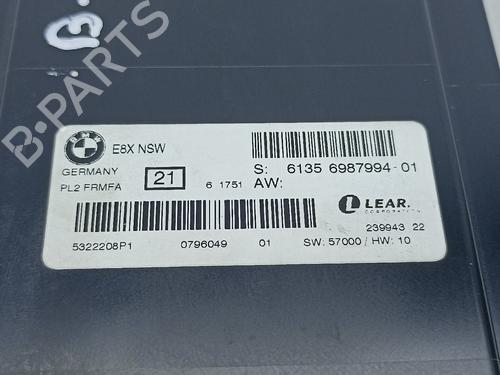 B-PARTS
BMW
E8X NSW
GERMANY
PL2 FRMFA
21
6 1751
S: 6135 6987994-01
AW:
LEAR.
CORPORATION
239943 22
5322208P1
0796049
01
SW: 57000 / HW: 10